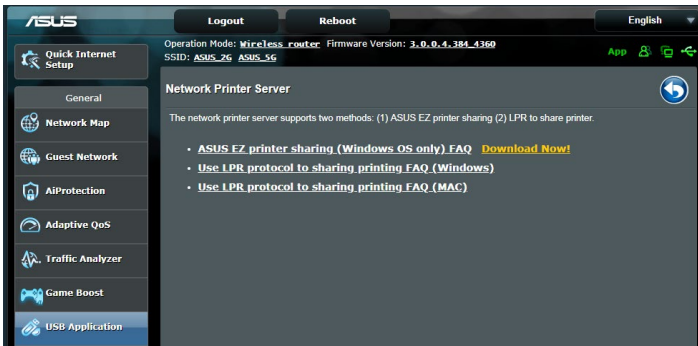 ASUS
Logout
Reboot
English
Quick Internet
Setup
Operation Mode: Wireless router Firmware Version: 3.0.0.4.384_4360
SSID: ASUS_2G ASUS_5G
App
General
Network Map
Guest Network
AiProtection
Adaptive QoS
Traffic Analyzer
Game Boost
USB Application
Network Printer Server
The network printer server supports two methods: (1) ASUS EZ printer sharing (2) LPR to share printer.
ASUS EZ printer sharing (Windows OS only) FAQ Download Now!
Use LPR protocol to sharing printing FAQ (Windows)
Use LPR protocol to sharing printing FAQ (MAC)